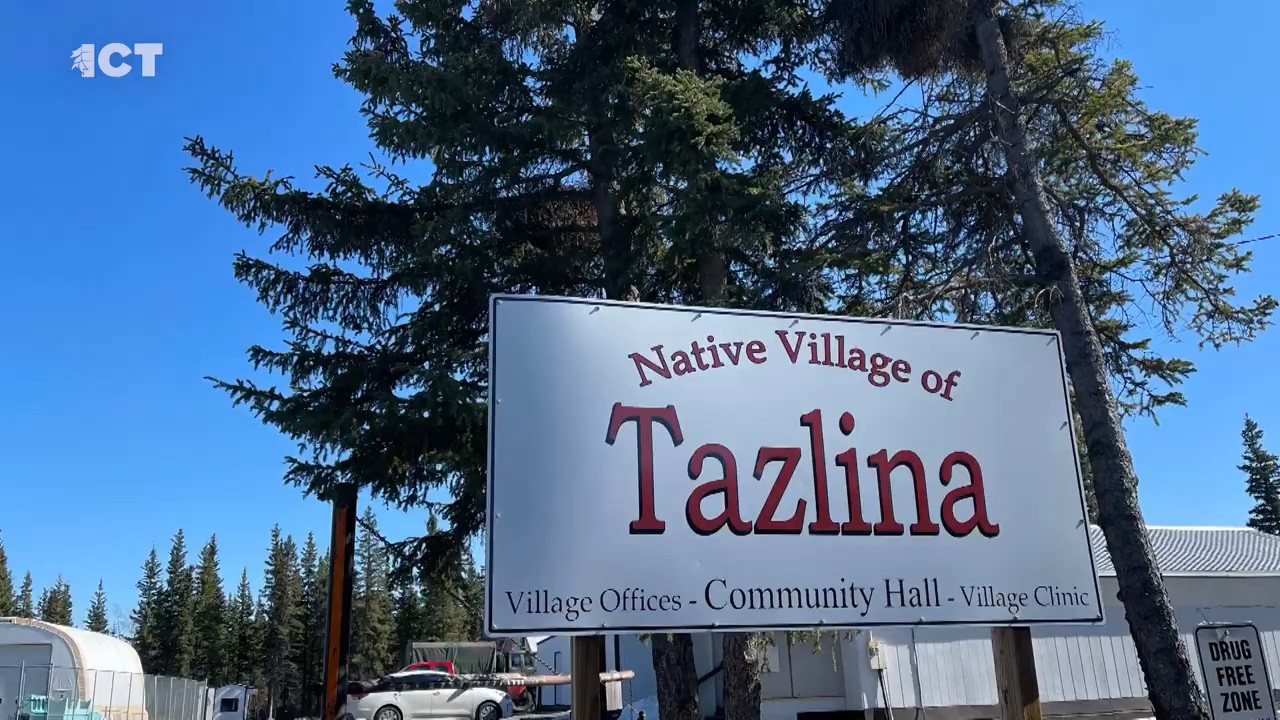 ICT
Native Village of
Tazlina
Village Offices - Community Hall - Village Clinic
DRUG
FREE
ZONE